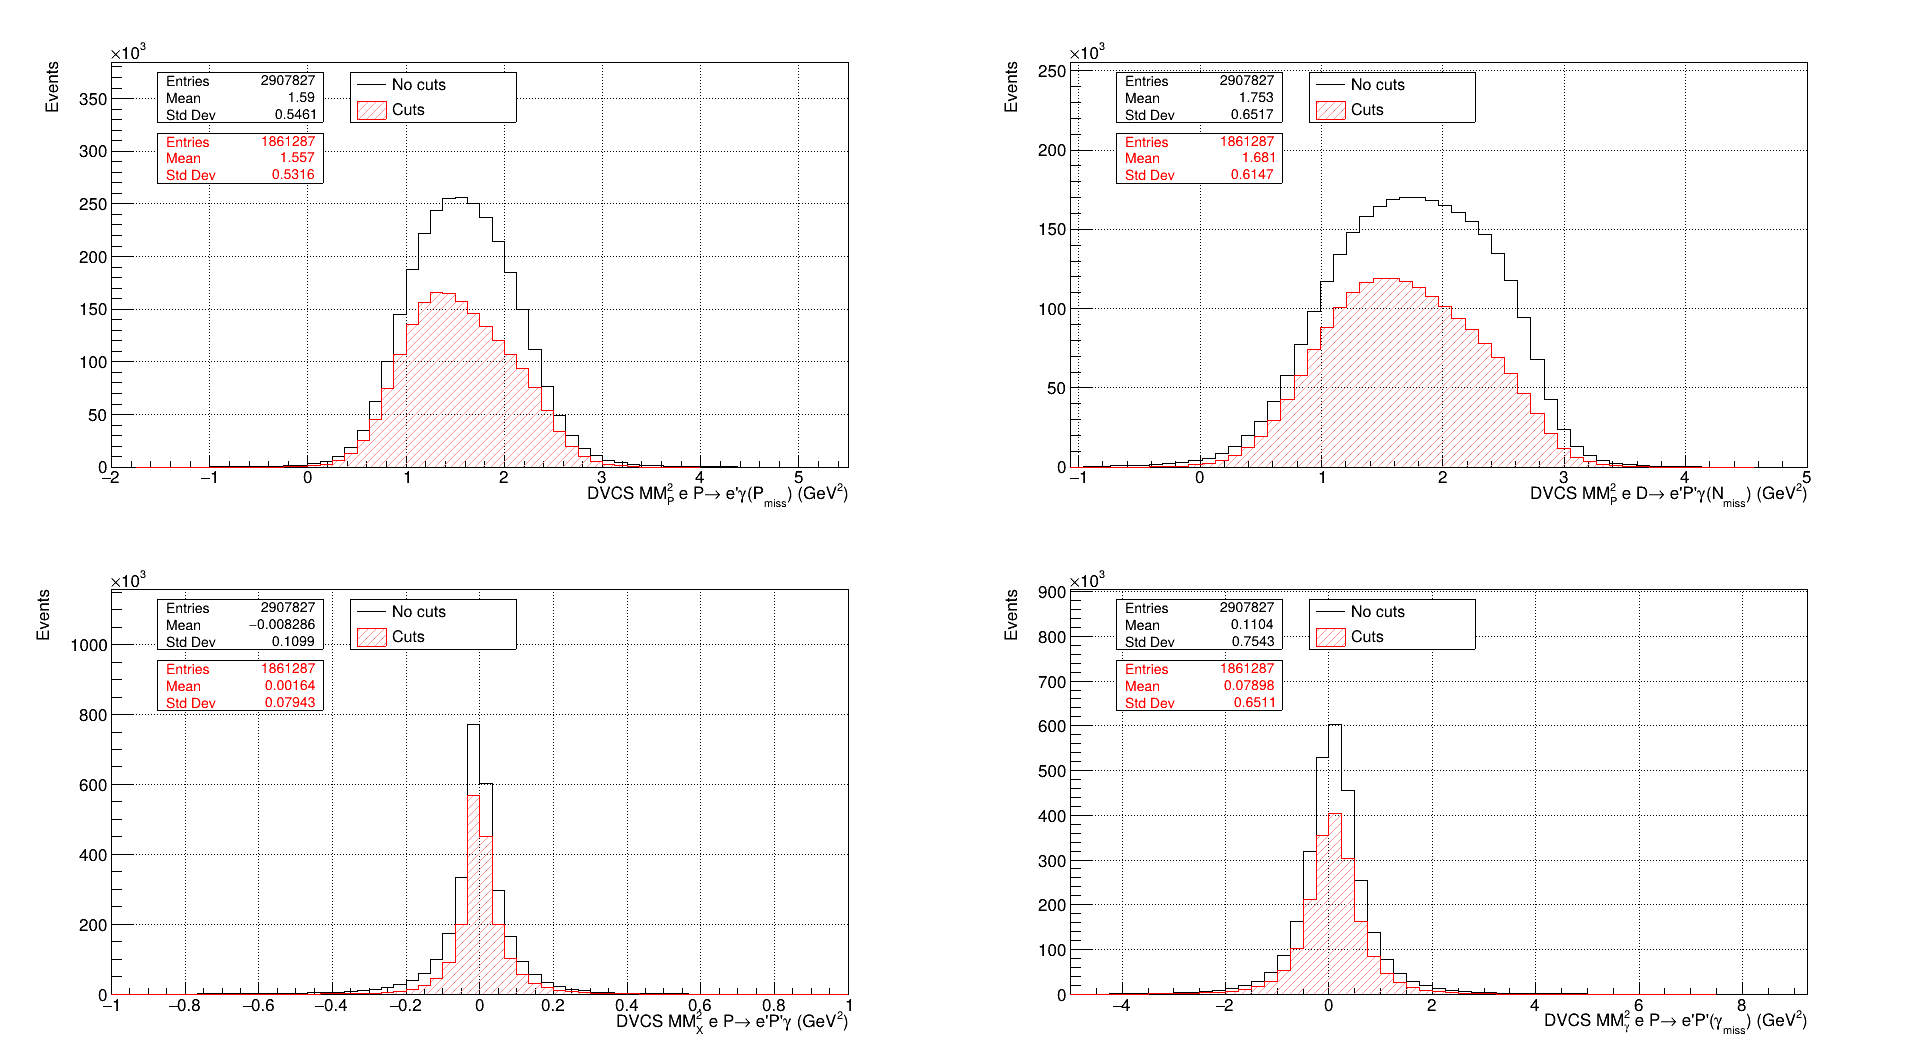 ×10³
Events
Entries 2907827
Mean 1.59
Std Dev 0.5461
Entries 1861287
Mean 1.557
Std Dev 0.5316
No cuts
Cuts
350
300
250
200
150
100
50
0
−2 −1 0 1 2 3 4 5
DVCS MM²_P e P→ e'γ(P_miss) (GeV²)
×10³
Events
Entries 2907827
Mean 1.753
Std Dev 0.6517
Entries 1861287
Mean 1.681
Std Dev 0.6147
No cuts
Cuts
250
200
150
100
50
0
−1 0 1 2 3 4 5
DVCS MM²_P e D→ e'P'γ(N_miss) (GeV²)
×10³
Events
Entries 2907827
Mean −0.008286
Std Dev 0.1099
Entries 1861287
Mean 0.00164
Std Dev 0.07943
No cuts
Cuts
1000
800
600
400
200
0
−1 −0.8 −0.6 −0.4 −0.2 0 0.2 0.4 0.6 0.8 1
DVCS MM²_X e P→ e'P'γ (GeV²)
×10³
Events
Entries 2907827
Mean 0.1104
Std Dev 0.7543
Entries 1861287
Mean 0.07898
Std Dev 0.6511
No cuts
Cuts
900
800
700
600
500
400
300
200
100
0
−4 −2 0 2 4 6 8
DVCS MM²_γ e P→ e'P'(γ_miss) (GeV²)